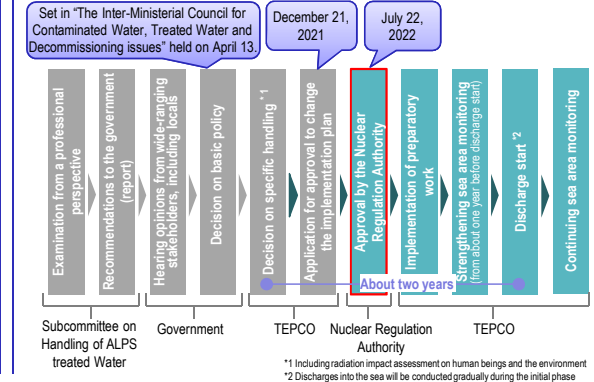 Set in "The Inter-Ministerial Council for
Contaminated Water, Treated Water and
Decommissioning issues" held on April 13.
December 21,
2021
July 22,
2022
Examination from a professional
perspective
Recommendations to the government
(report)
Hearing opinions from wide-ranging
stakeholders, including locals
Decision on basic policy
Decision on specific handling *1
Application for approval to change
the implementation plan
Approval by the Nuclear
Regulation Authority
Implementation of preparatory
work
Strengthening sea area monitoring
(from about one year before discharge start)
Discharge start *2
Continuing sea area monitoring
About two years
Subcommittee on
Handling of ALPS
treated Water
Government
TEPCO
Nuclear Regulation
Authority
TEPCO
*1 Including radiation impact assessment on human beings and the environment
*2 Discharges into the sea will be conducted gradually during the initial phase